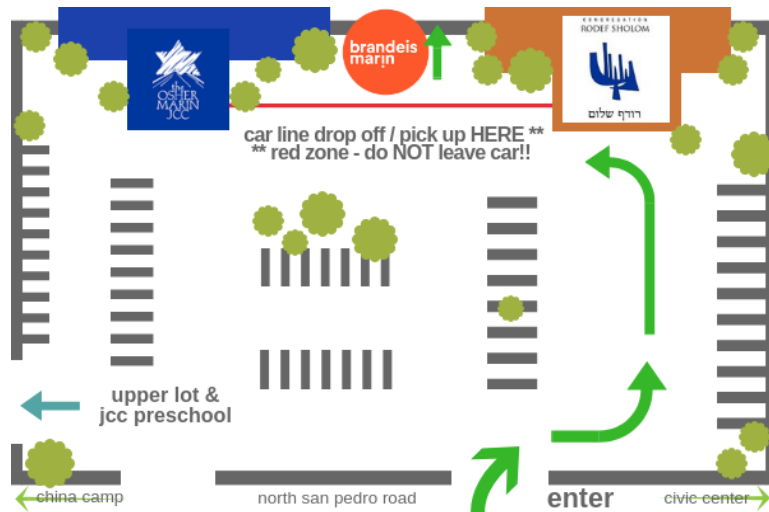 CONGREGATION
RODEF SHOLOM
brandeis
marin
the
OSHER
MARIN
JCC
רודף שלום
car line drop off / pick up HERE **
** red zone - do NOT leave car!!
upper lot &
jcc preschool
china camp
north san pedro road
enter
civic center